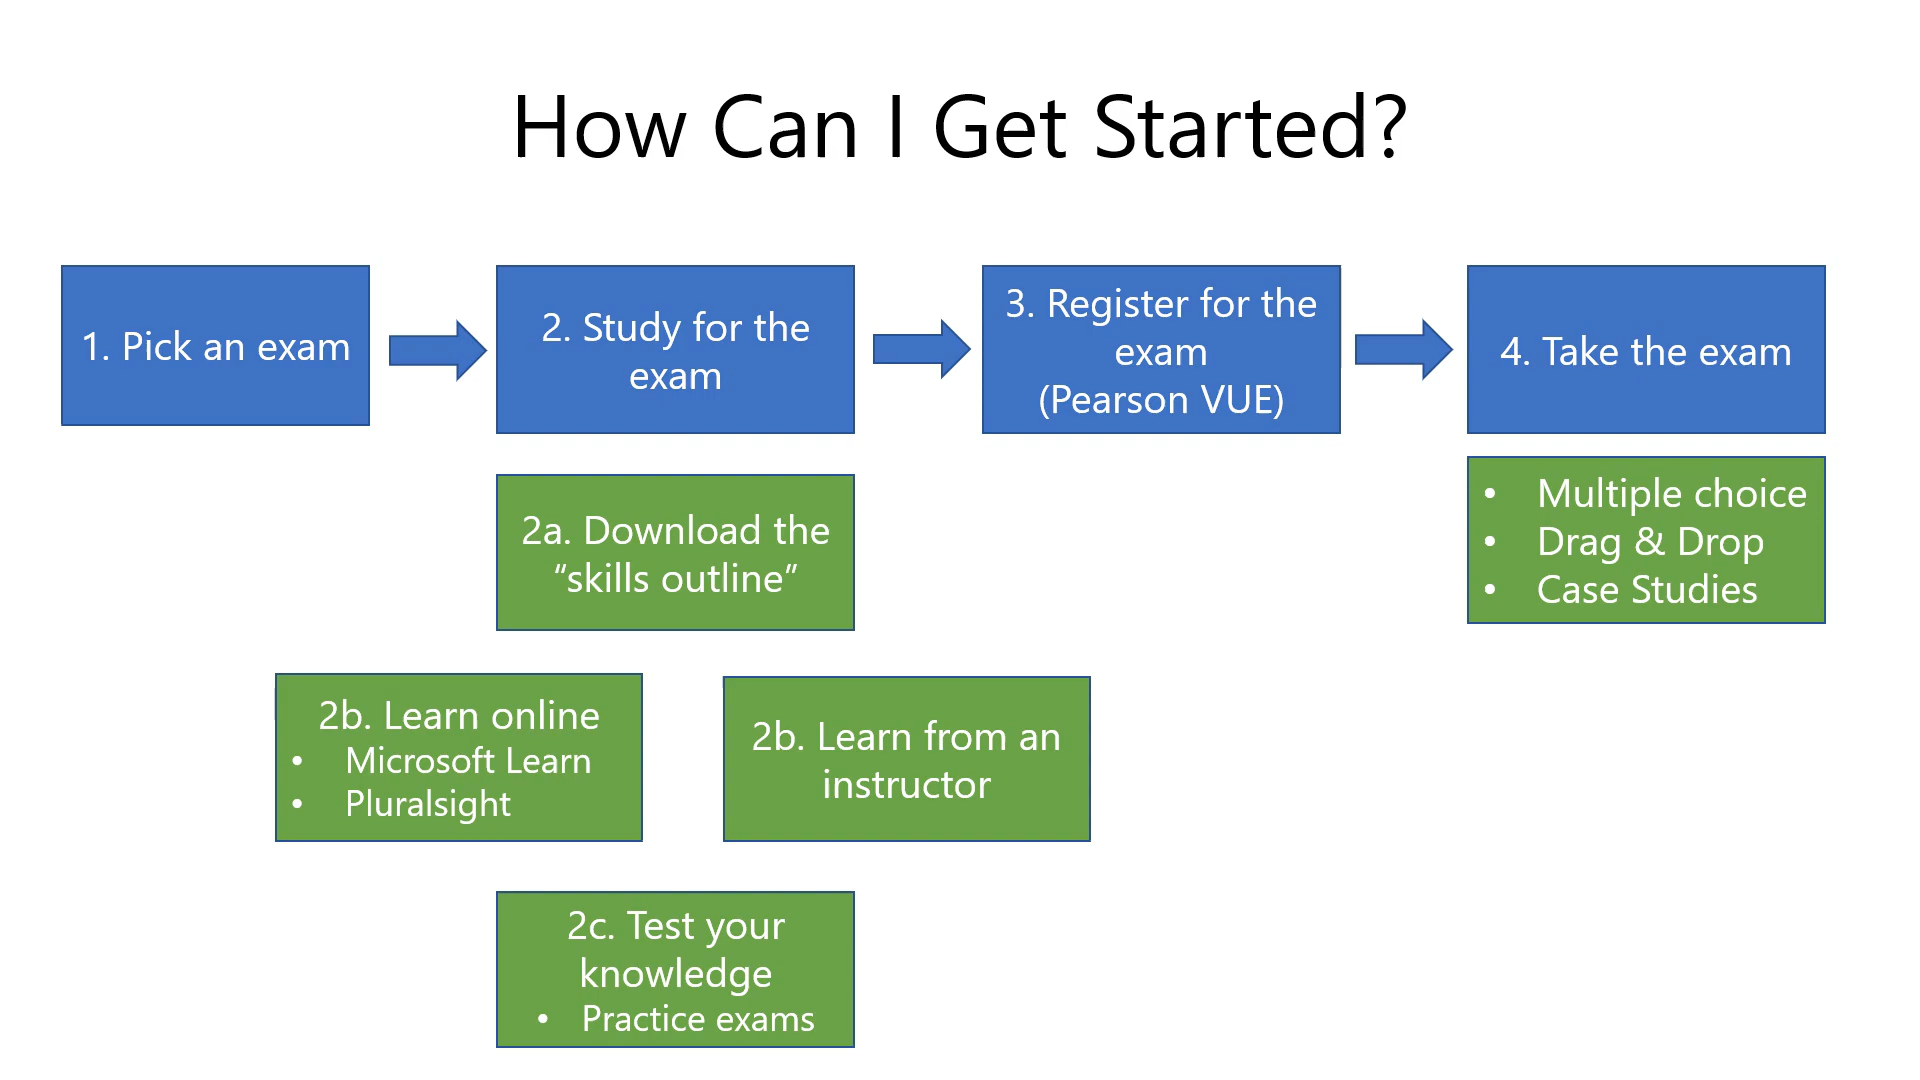 How Can I Get Started?
1. Pick an exam
2. Study for the
exam
3. Register for the
exam
(Pearson VUE)
4. Take the exam
2a. Download the
“skills outline”
• Multiple choice
• Drag & Drop
• Case Studies
2b. Learn online
• Microsoft Learn
• Pluralsight
2b. Learn from an
instructor
2c. Test your
knowledge
• Practice exams